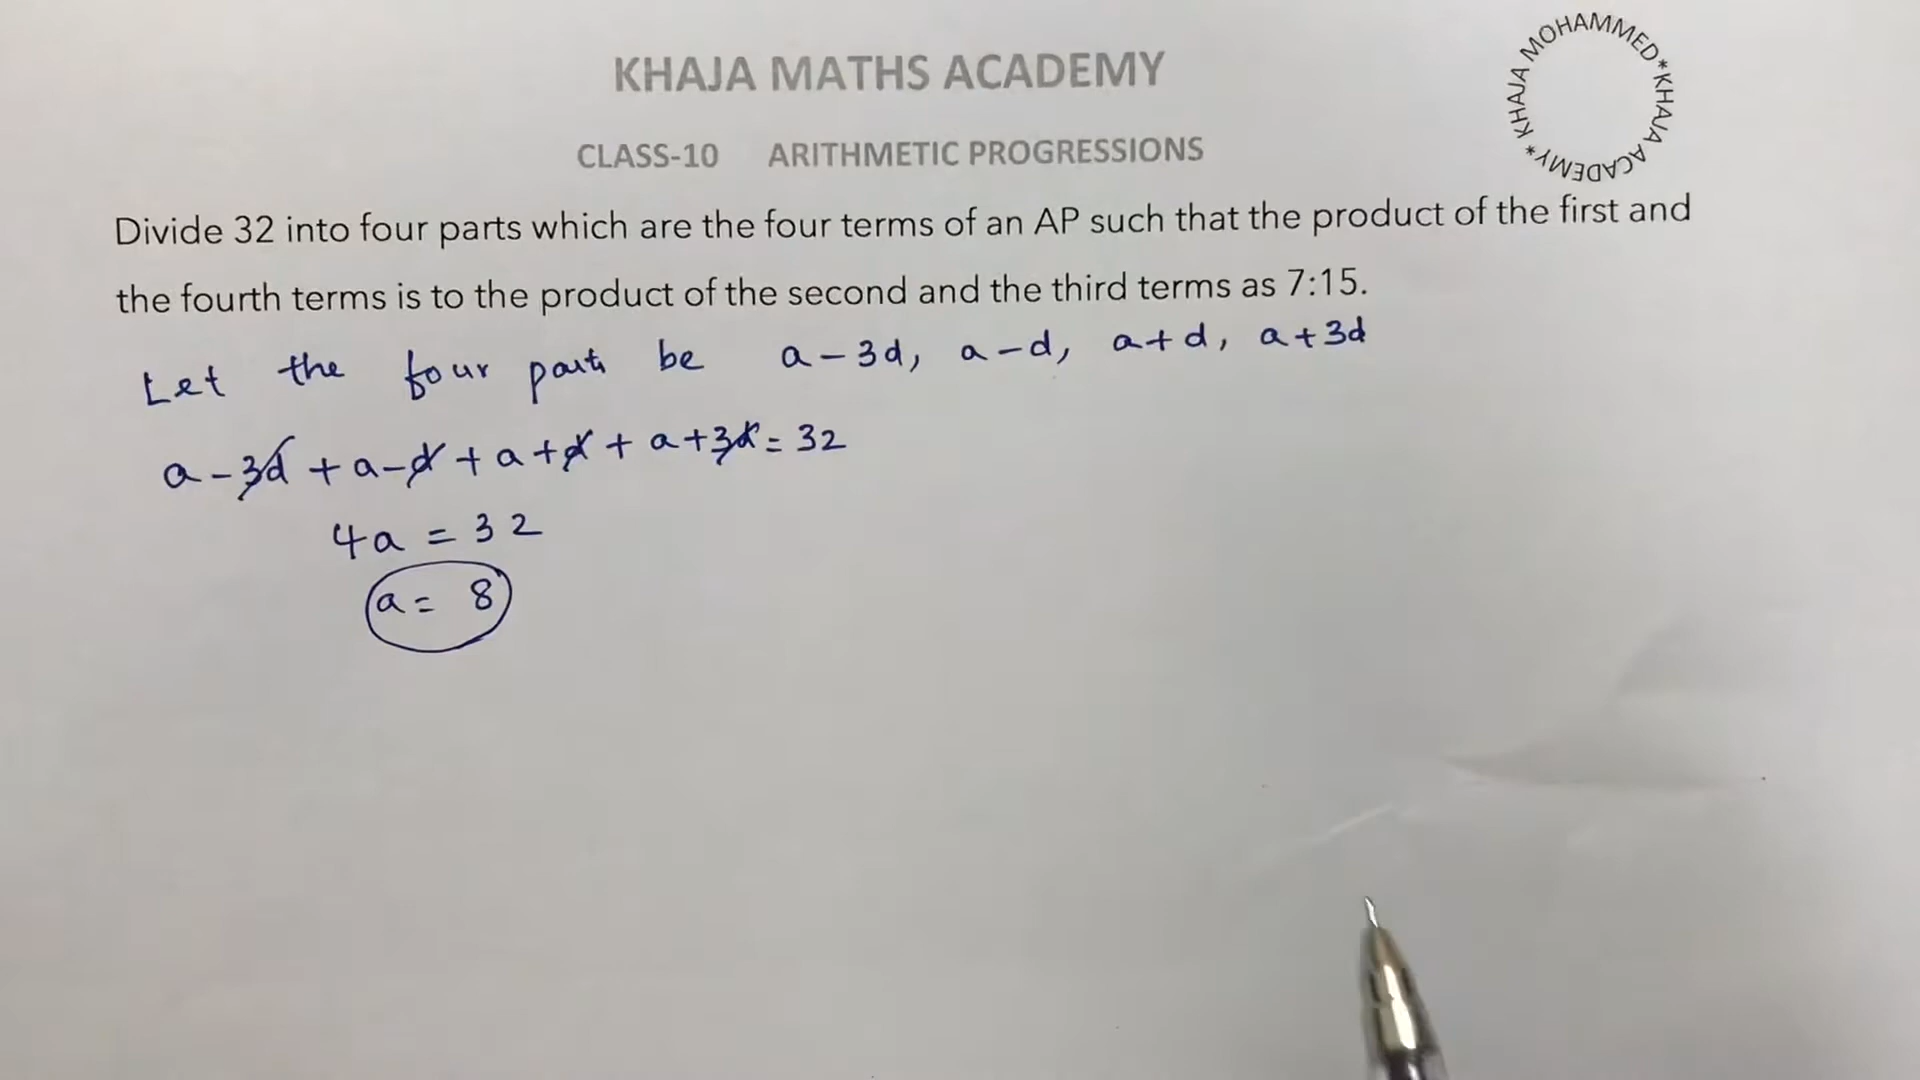 KHAJA MATHS ACADEMY
KHAJA MOHAMMED*KHAJA ACADEMY*
CLASS-10 ARITHMETIC PROGRESSIONS
Divide 32 into four parts which are the four terms of an AP such that the product of the first and
the fourth terms is to the product of the second and the third terms as 7:15.
Let the four parts be a-3d, a-d, a+d, a+3d
a-3d+a-d+a+d+a+3d=32
4a=32
a=8